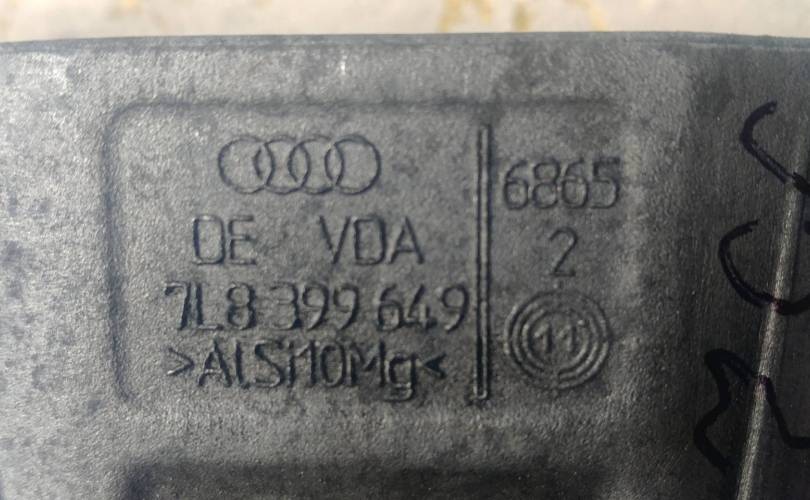 DE VDA
7L8 399 649
>AlSi10Mg<
6865
2
11